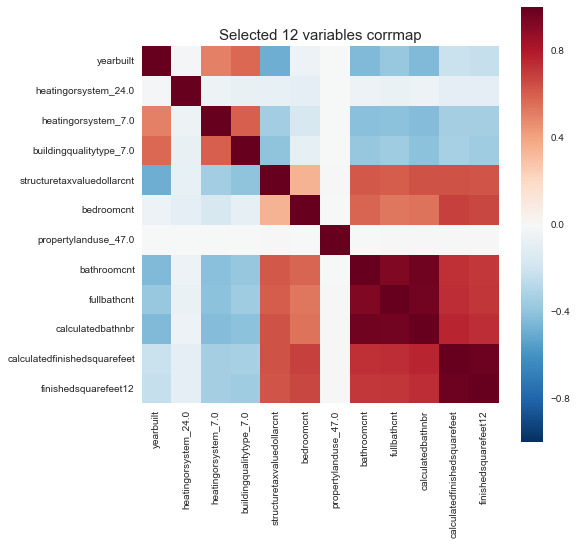 Selected 12 variables corrmap
yearbuilt
heatingorsystem_24.0
heatingorsystem_7.0
buildingqualitytype_7.0
structuretaxvaluedollarcnt
bedroomcnt
propertylanduse_47.0
bathroomcnt
fullbathcnt
calculatedbathnbr
calculatedfinishedsquarefeet
finishedsquarefeet12
yearbuilt
heatingorsystem_24.0
heatingorsystem_7.0
buildingqualitytype_7.0
structuretaxvaluedollarcnt
bedroomcnt
propertylanduse_47.0
bathroomcnt
fullbathcnt
calculatedbathnbr
calculatedfinishedsquarefeet
finishedsquarefeet12
0.8
0.4
0.0
−0.4
−0.8